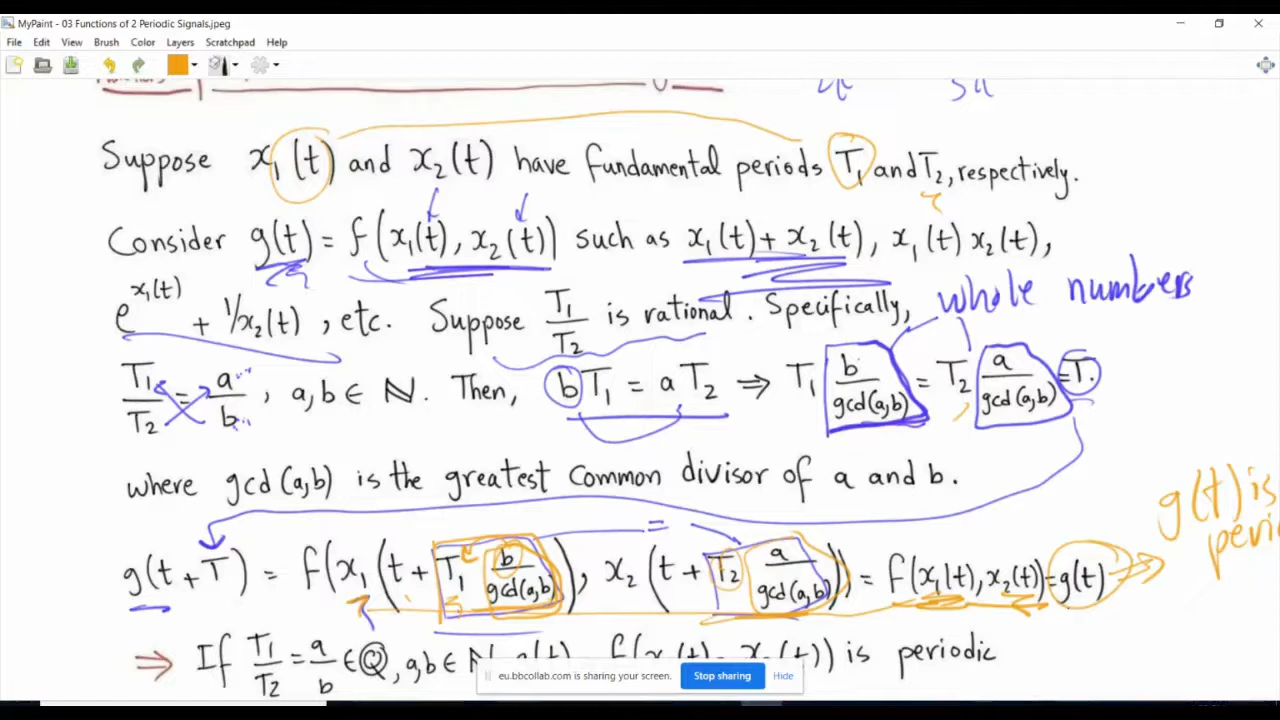 MyPaint - 03 Functions of 2 Periodic Signals.jpeg
File Edit View Brush Color Layers Scratchpad Help
Suppose x₁(t) and x₂(t) have fundamental periods T₁ and T₂, respectively.
Consider g(t) = f(x₁(t), x₂(t)) such as x₁(t) + x₂(t), x₁(t) x₂(t),
e^x₁(t) + 1/x₂(t), etc. Suppose T₁/T₂ is rational. Specifically, whole numbers
T₁/T₂ = a/b, a,b ∈ ℕ. Then, bT₁ = aT₂ ⇒ T₁ b/gcd(a,b) = T₂ a/gcd(a,b) = T.
where gcd(a,b) is the greatest common divisor of a and b.
g(t) is
g(t+T) = f(x₁(t + T₁ b/gcd(a,b)), x₂(t + T₂ a/gcd(a,b))) = f(x₁(t), x₂(t)) = g(t) ⇒
=
⇒ If T₁/T₂ = a/b ∈ ℚ, a,b ∈ ℕ, is periodic
eu.bbcollab.com is sharing your screen. Stop sharing Hide